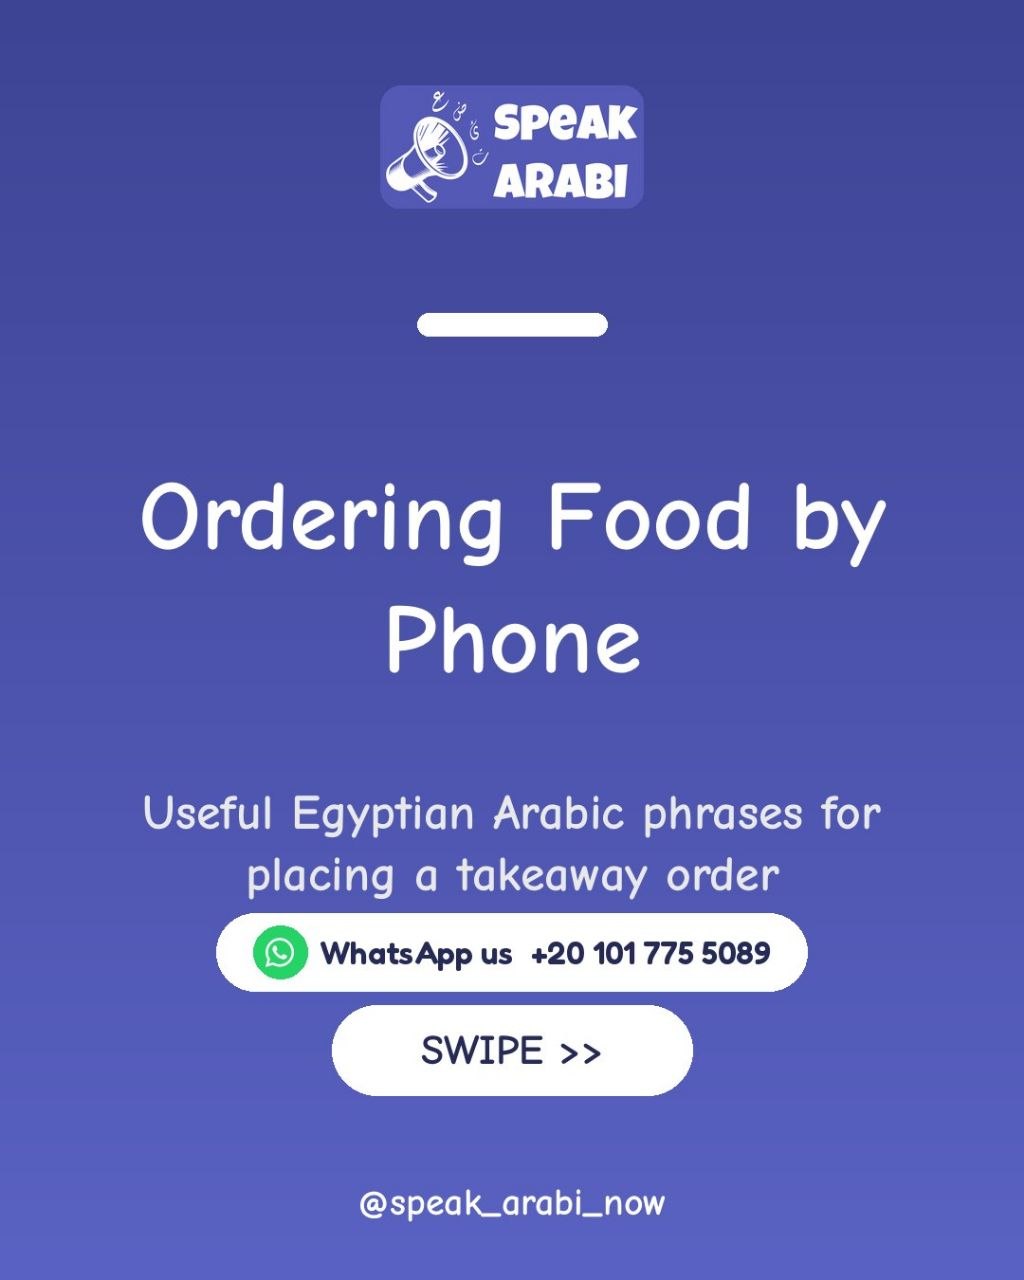 ع ض ي ت
SPEAK
ARABI
Ordering Food by
Phone
Useful Egyptian Arabic phrases for
placing a takeaway order
WhatsApp us +20 101 775 5089
SWIPE >>
@speak_arabi_now